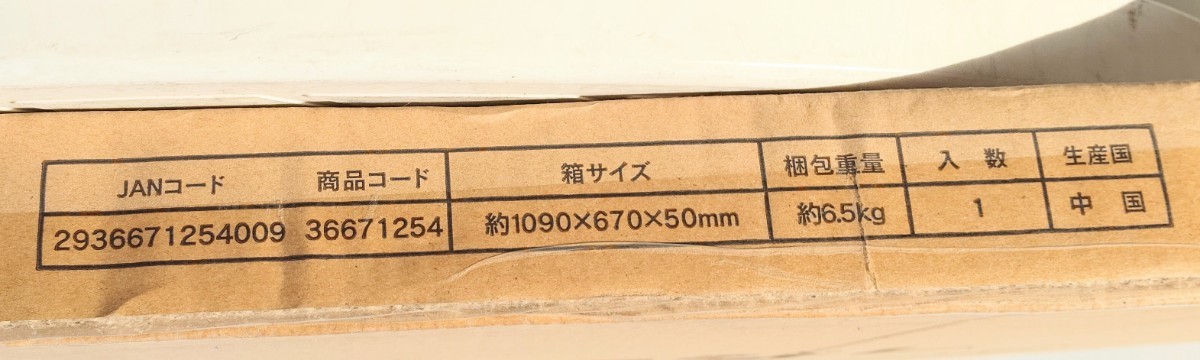 JANコード 商品コード 箱サイズ 梱包重量 入数 生産国
2936671254009 36671254 約1090×670×50mm 約6.5kg 1 中国